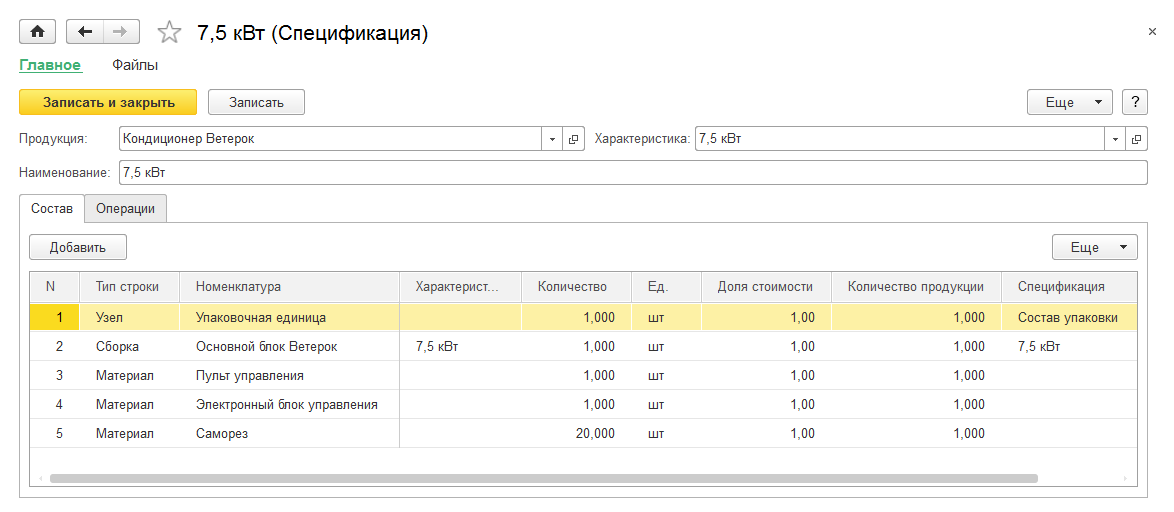 7,5 кВт (Спецификация)
Главное Файлы
Записать и закрыть Записать Еще ?
Продукция: Кондиционер Ветерок Характеристика: 7,5 кВт
Наименование: 7,5 кВт
Состав Операции
Добавить Еще
N Тип строки Номенклатура Характерист... Количество Ед. Доля стоимости Количество продукции Спецификация
1 Узел Упаковочная единица 1,000 шт 1,00 1,000 Состав упаковки
2 Сборка Основной блок Ветерок 7,5 кВт 1,000 шт 1,00 1,000 7,5 кВт
3 Материал Пульт управления 1,000 шт 1,00 1,000
4 Материал Электронный блок управления 1,000 шт 1,00 1,000
5 Материал Саморез 20,000 шт 1,00 1,000